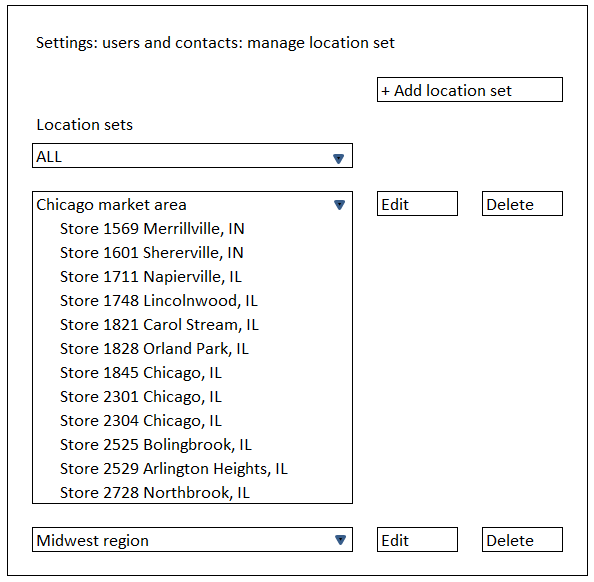 Settings: users and contacts: manage location set
+ Add location set
Location sets
ALL
Chicago market area
Edit
Delete
Store 1569 Merrillville, IN
Store 1601 Shererville, IN
Store 1711 Napierville, IL
Store 1748 Lincolnwood, IL
Store 1821 Carol Stream, IL
Store 1828 Orland Park, IL
Store 1845 Chicago, IL
Store 2301 Chicago, IL
Store 2304 Chicago, IL
Store 2525 Bolingbrook, IL
Store 2529 Arlington Heights, IL
Store 2728 Northbrook, IL
Midwest region
Edit
Delete